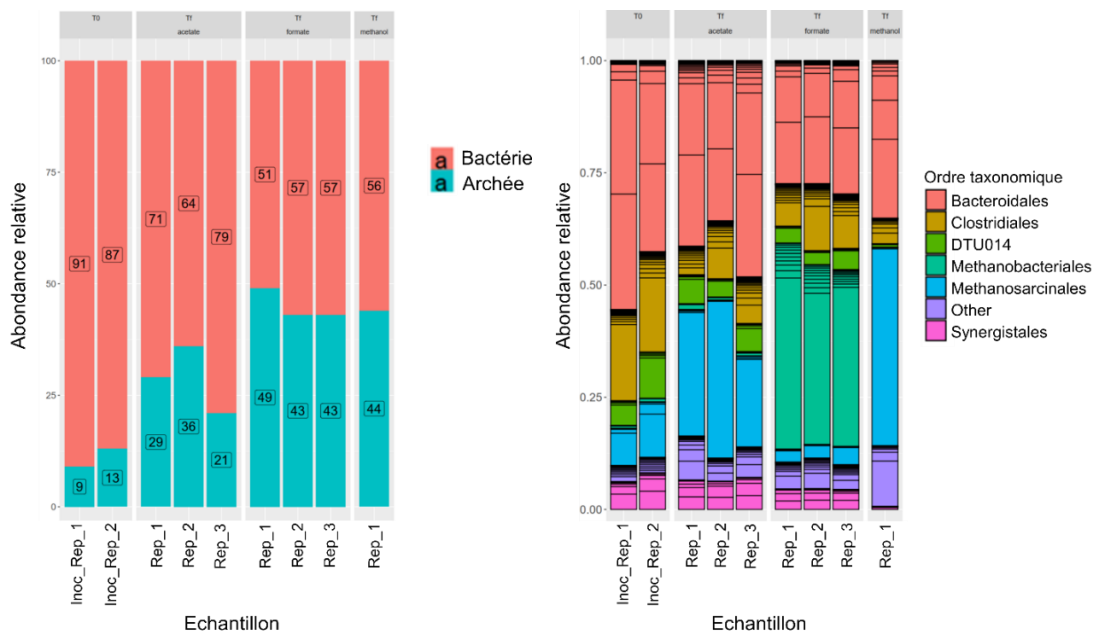 T0
Tf
acetate
Tf
formate
Tf
methanol
Abondance relative
100
75
50
25
0
91
87
71
64
79
51
57
57
56
9
13
29
36
21
49
43
43
44
Inoc_Rep_1
Inoc_Rep_2
Rep_1
Rep_2
Rep_3
Rep_1
Rep_2
Rep_3
Rep_1
Echantillon
a Bactérie
a Archée
T0
Tf
acetate
Tf
formate
Tf
methanol
Abondance relative
1.00
0.75
0.50
0.25
0.00
Inoc_Rep_1
Inoc_Rep_2
Rep_1
Rep_2
Rep_3
Rep_1
Rep_2
Rep_3
Rep_1
Echantillon
Ordre taxonomique
Bacteroidales
Clostridiales
DTU014
Methanobacteriales
Methanosarcinales
Other
Synergistales